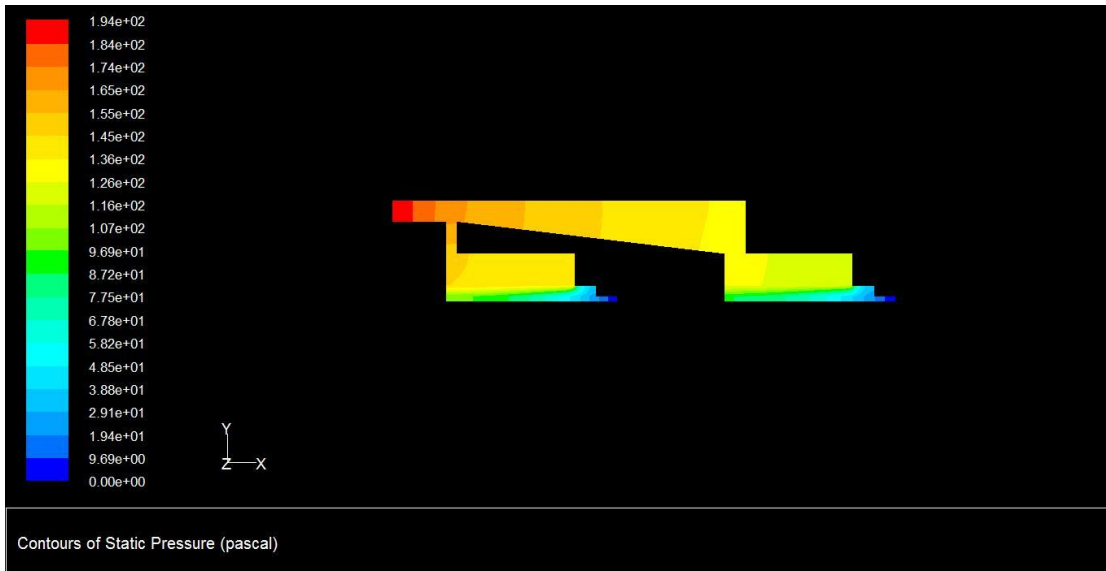 1.94e+02
1.84e+02
1.74e+02
1.65e+02
1.55e+02
1.45e+02
1.36e+02
1.26e+02
1.16e+02
1.07e+02
9.69e+01
8.72e+01
7.75e+01
6.78e+01
5.82e+01
4.85e+01
3.88e+01
2.91e+01
1.94e+01
9.69e+00
0.00e+00
Y
Z X
Contours of Static Pressure (pascal)